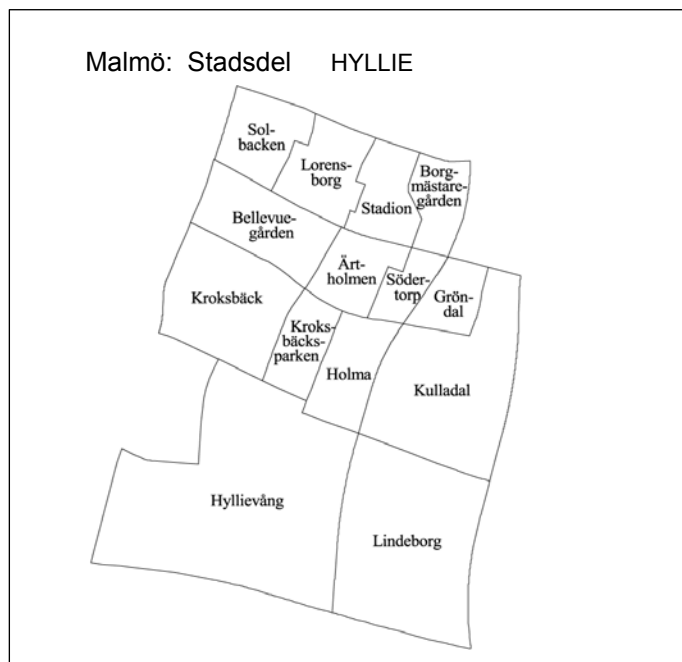 Malmö: Stadsdel HYLLIE
Sol-
backen
Lorens-
borg
Borg-
mästare-
gården
Stadion
Bellevue-
gården
Ärt-
holmen
Söder-
torp
Grön-
dal
Kroksbäck
Kroks-
bäcks-
parken
Holma
Kulladal
Hyllievång
Lindeborg